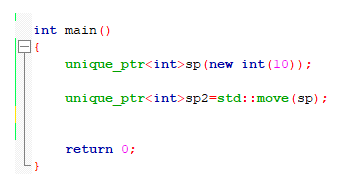 int main()
{
unique_ptr<int>sp(new int(10));
unique_ptr<int>sp2=std::move(sp);
return 0;
}